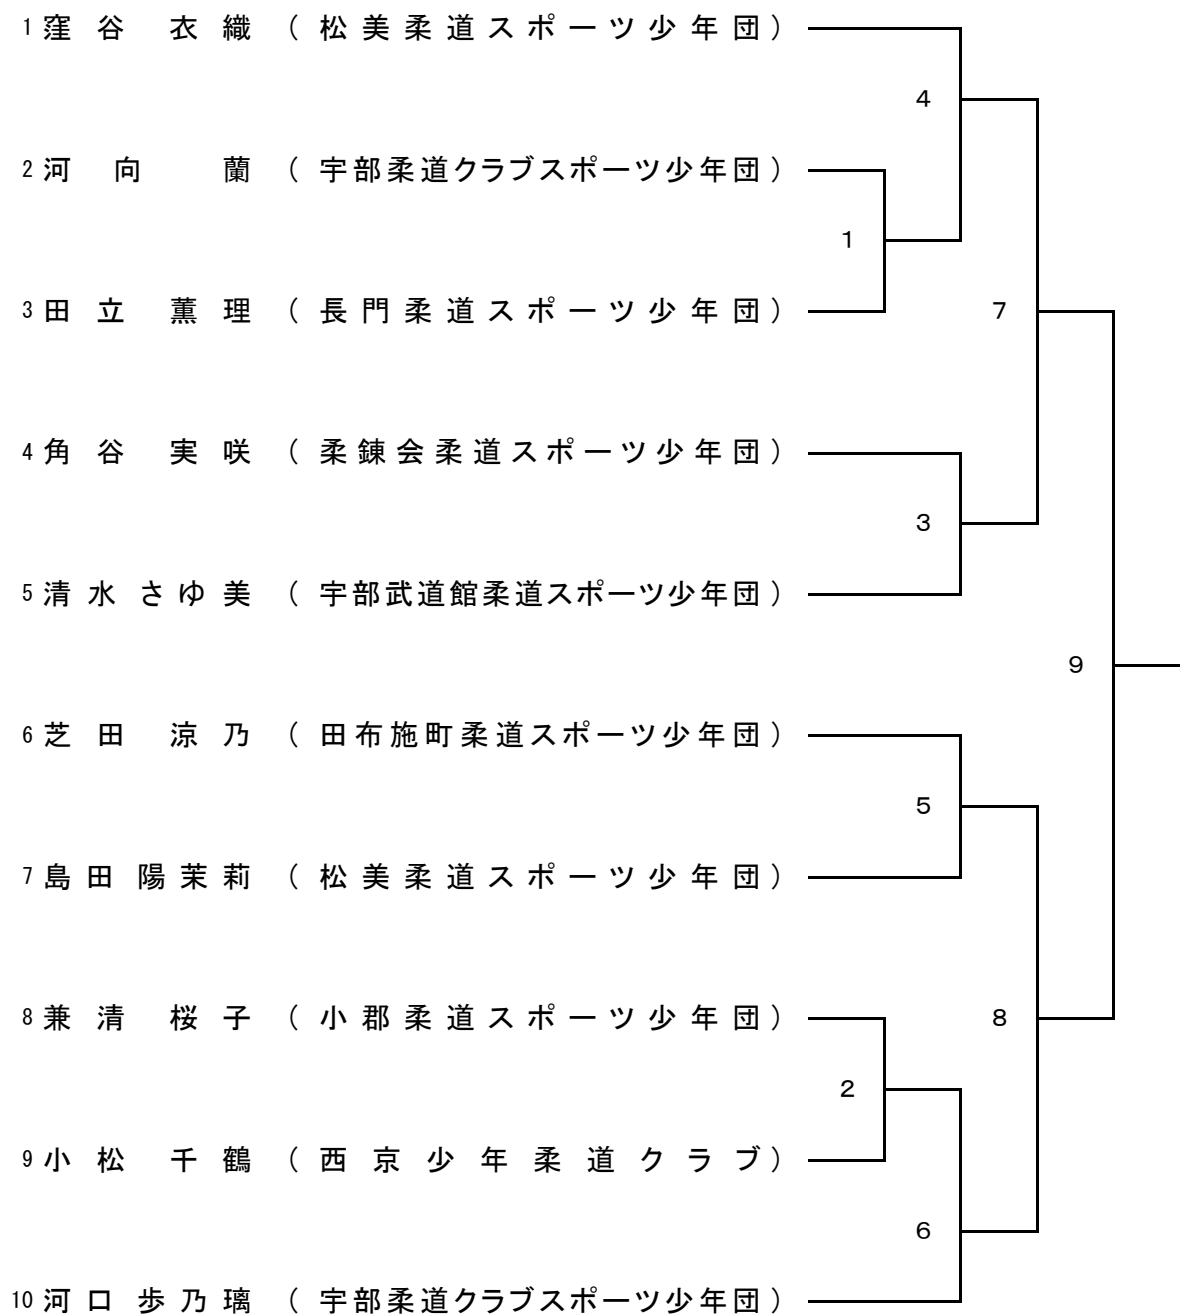 1 窪谷 衣織 （松美柔道スポーツ少年団）
4
2 河向 蘭 （宇部柔道クラブスポーツ少年団）
1
3 田立 薫理 （長門柔道スポーツ少年団）
7
4 角谷 実咲 （柔錬会柔道スポーツ少年団）
3
5 清水 さゆ美 （宇部武道館柔道スポーツ少年団）
9
6 芝田 涼乃 （田布施町柔道スポーツ少年団）
5
7 島田 陽茉莉 （松美柔道スポーツ少年団）
8 兼清 桜子 （小郡柔道スポーツ少年団）
8
2
9 小松 千鶴 （西京少年柔道クラブ）
6
10 河口 歩乃璃 （宇部柔道クラブスポーツ少年団）